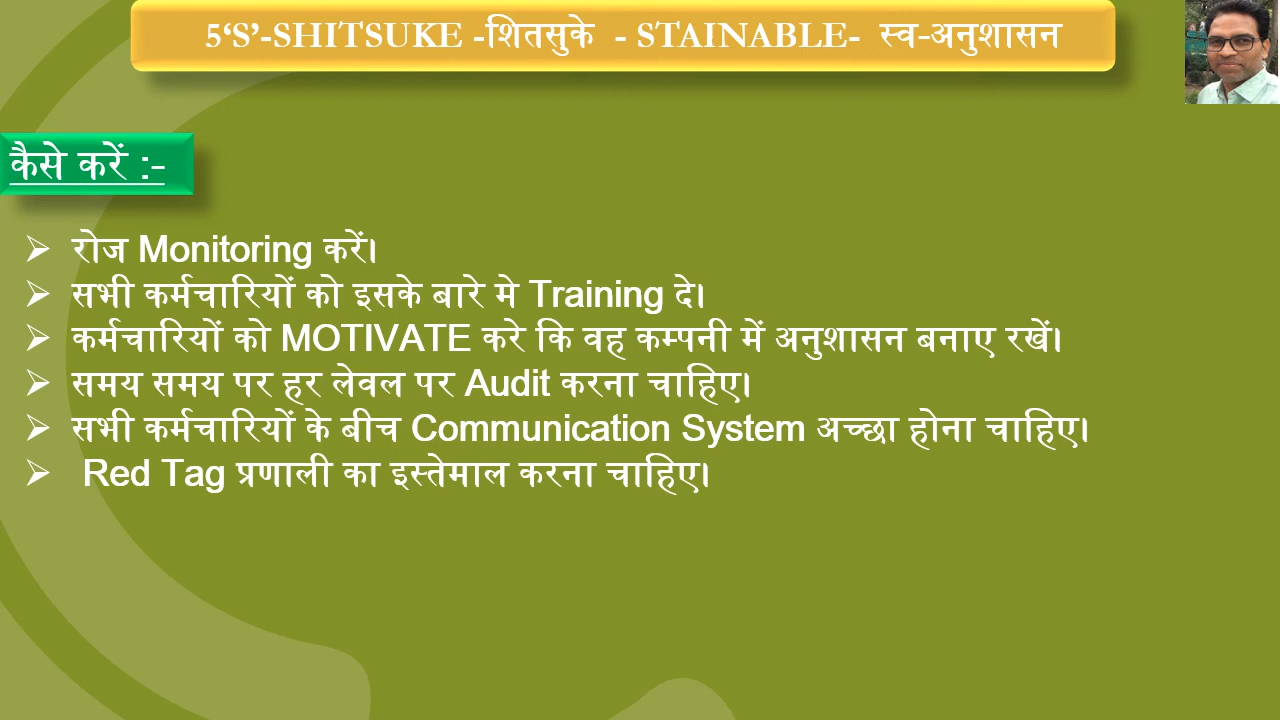 5‘S’-SHITSUKE -शितसुके - STAINABLE- स्व-अनुशासन
कैसे करें :-
➢ रोज Monitoring करें।
➢ सभी कर्मचारियों को इसके बारे मे Training दे।
➢ कर्मचारियों को MOTIVATE करे कि वह कम्पनी में अनुशासन बनाए रखें।
➢ समय समय पर हर लेवल पर Audit करना चाहिए।
➢ सभी कर्मचारियों के बीच Communication System अच्छा होना चाहिए।
➢ Red Tag प्रणाली का इस्तेमाल करना चाहिए।